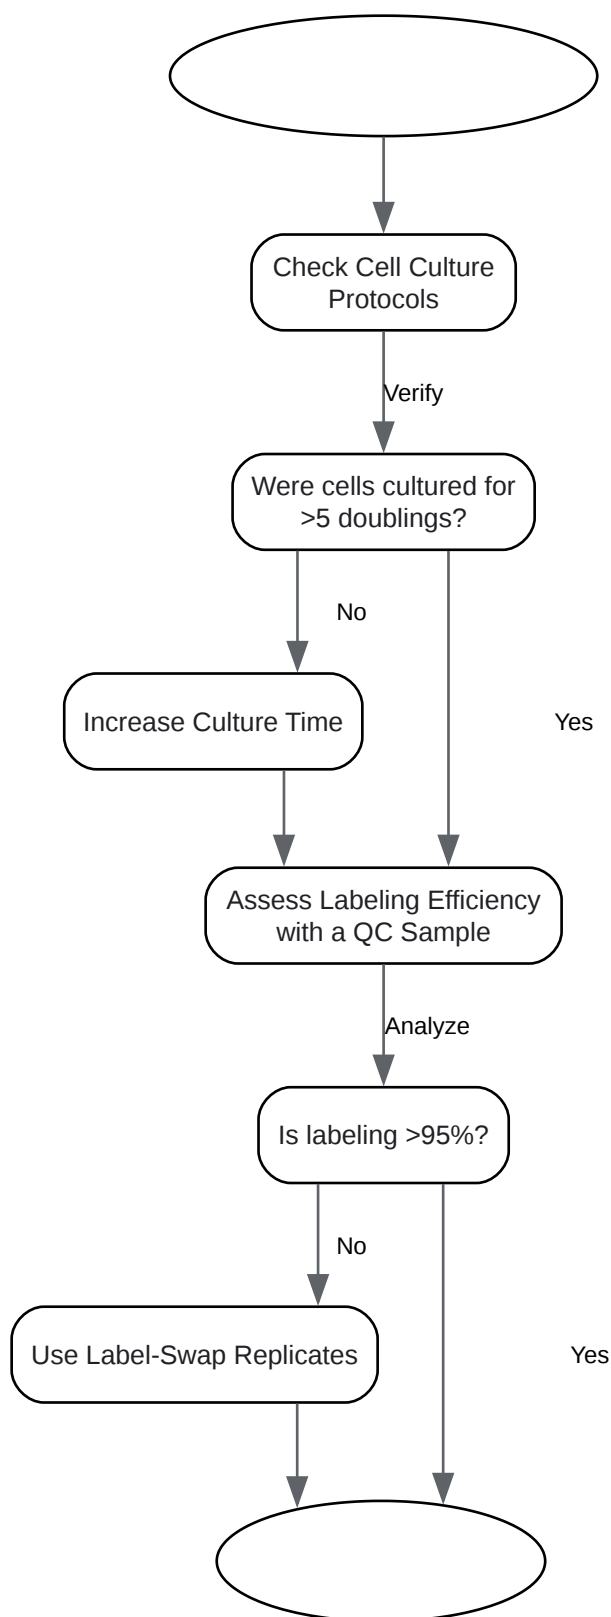 Check Cell Culture
Protocols
Verify
Were cells cultured for
>5 doublings?
No
Increase Culture Time
Yes
Assess Labeling Efficiency
with a QC Sample
Analyze
Is labeling >95%?
No
Use Label-Swap Replicates
Yes